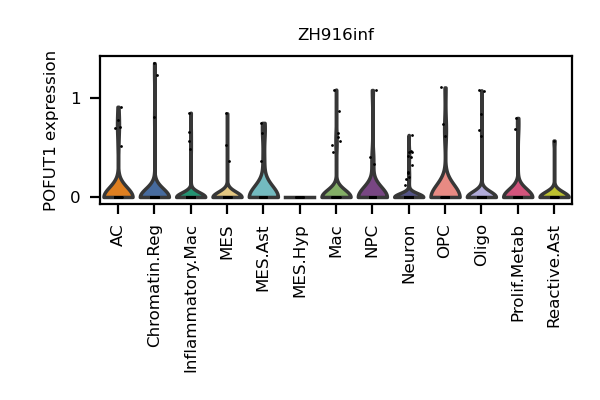 ZH916inf
POFUT1 expression
1
0
AC
Chromatin.Reg
Inflammatory.Mac
MES
MES.Ast
MES.Hyp
Mac
NPC
Neuron
OPC
Oligo
Prolif.Metab
Reactive.Ast